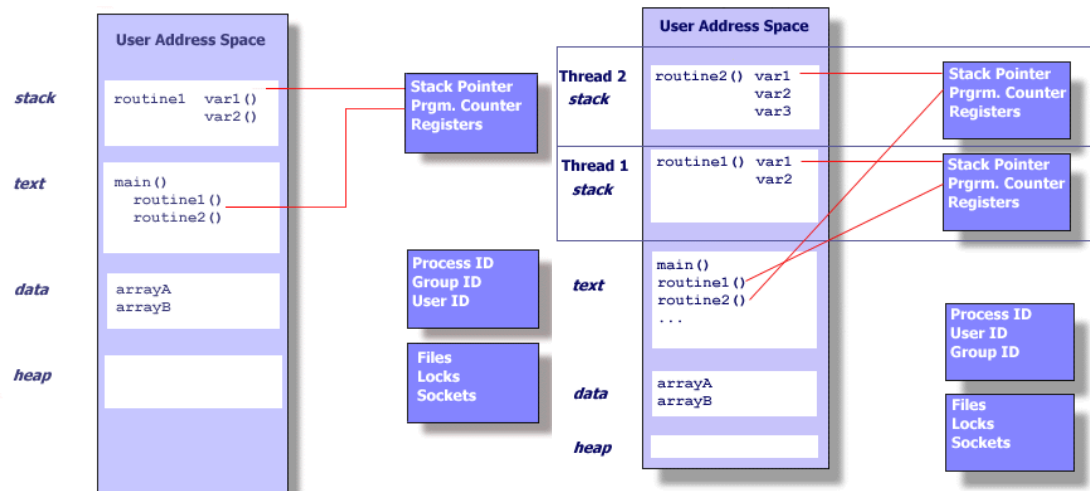 User Address Space
stack
routine1 var1()
var2()
Stack Pointer
Prgm. Counter
Registers
text
main()
routine1()
routine2()
data
arrayA
arrayB
Process ID
Group ID
User ID
heap
Files
Locks
Sockets
User Address Space
Thread 2
stack
routine2() var1
var2
var3
Stack Pointer
Prgrm. Counter
Registers
Thread 1
stack
routine1() var1
var2
Stack Pointer
Prgrm. Counter
Registers
text
main()
routine1()
routine2()
...
Process ID
User ID
Group ID
data
arrayA
arrayB
Files
Locks
Sockets
heap